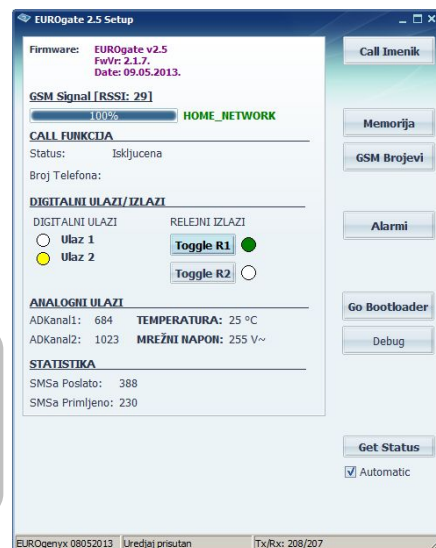 EUROgate 2.5 Setup
Firmware: EUROgate v2.5
FwVr: 2.1.7.
Date: 09.05.2013.
GSM Signal [RSSI: 29]
100% HOME_NETWORK
CALL FUNKCIJA
Status: Iskljucena
Broj Telefona:
DIGITALNI ULAZI/IZLAZI
DIGITALNI ULAZI RELEJNI IZLAZI
Ulaz 1 Toggle R1
Ulaz 2
Toggle R2
ANALOGNI ULAZI
ADKanal1: 684 TEMPERATURA: 25 ºC
ADKanal2: 1023 MREŽNI NAPON: 255 V~
STATISTIKA
SMSa Poslato: 388
SMSa Primljeno: 230
Call Imenik
Memorija
GSM Brojevi
Alarmi
Go Bootloader
Debug
Get Status
Automatic
EUROgenyx 08052013 Uredjaj prisutan Tx/Rx: 208/207